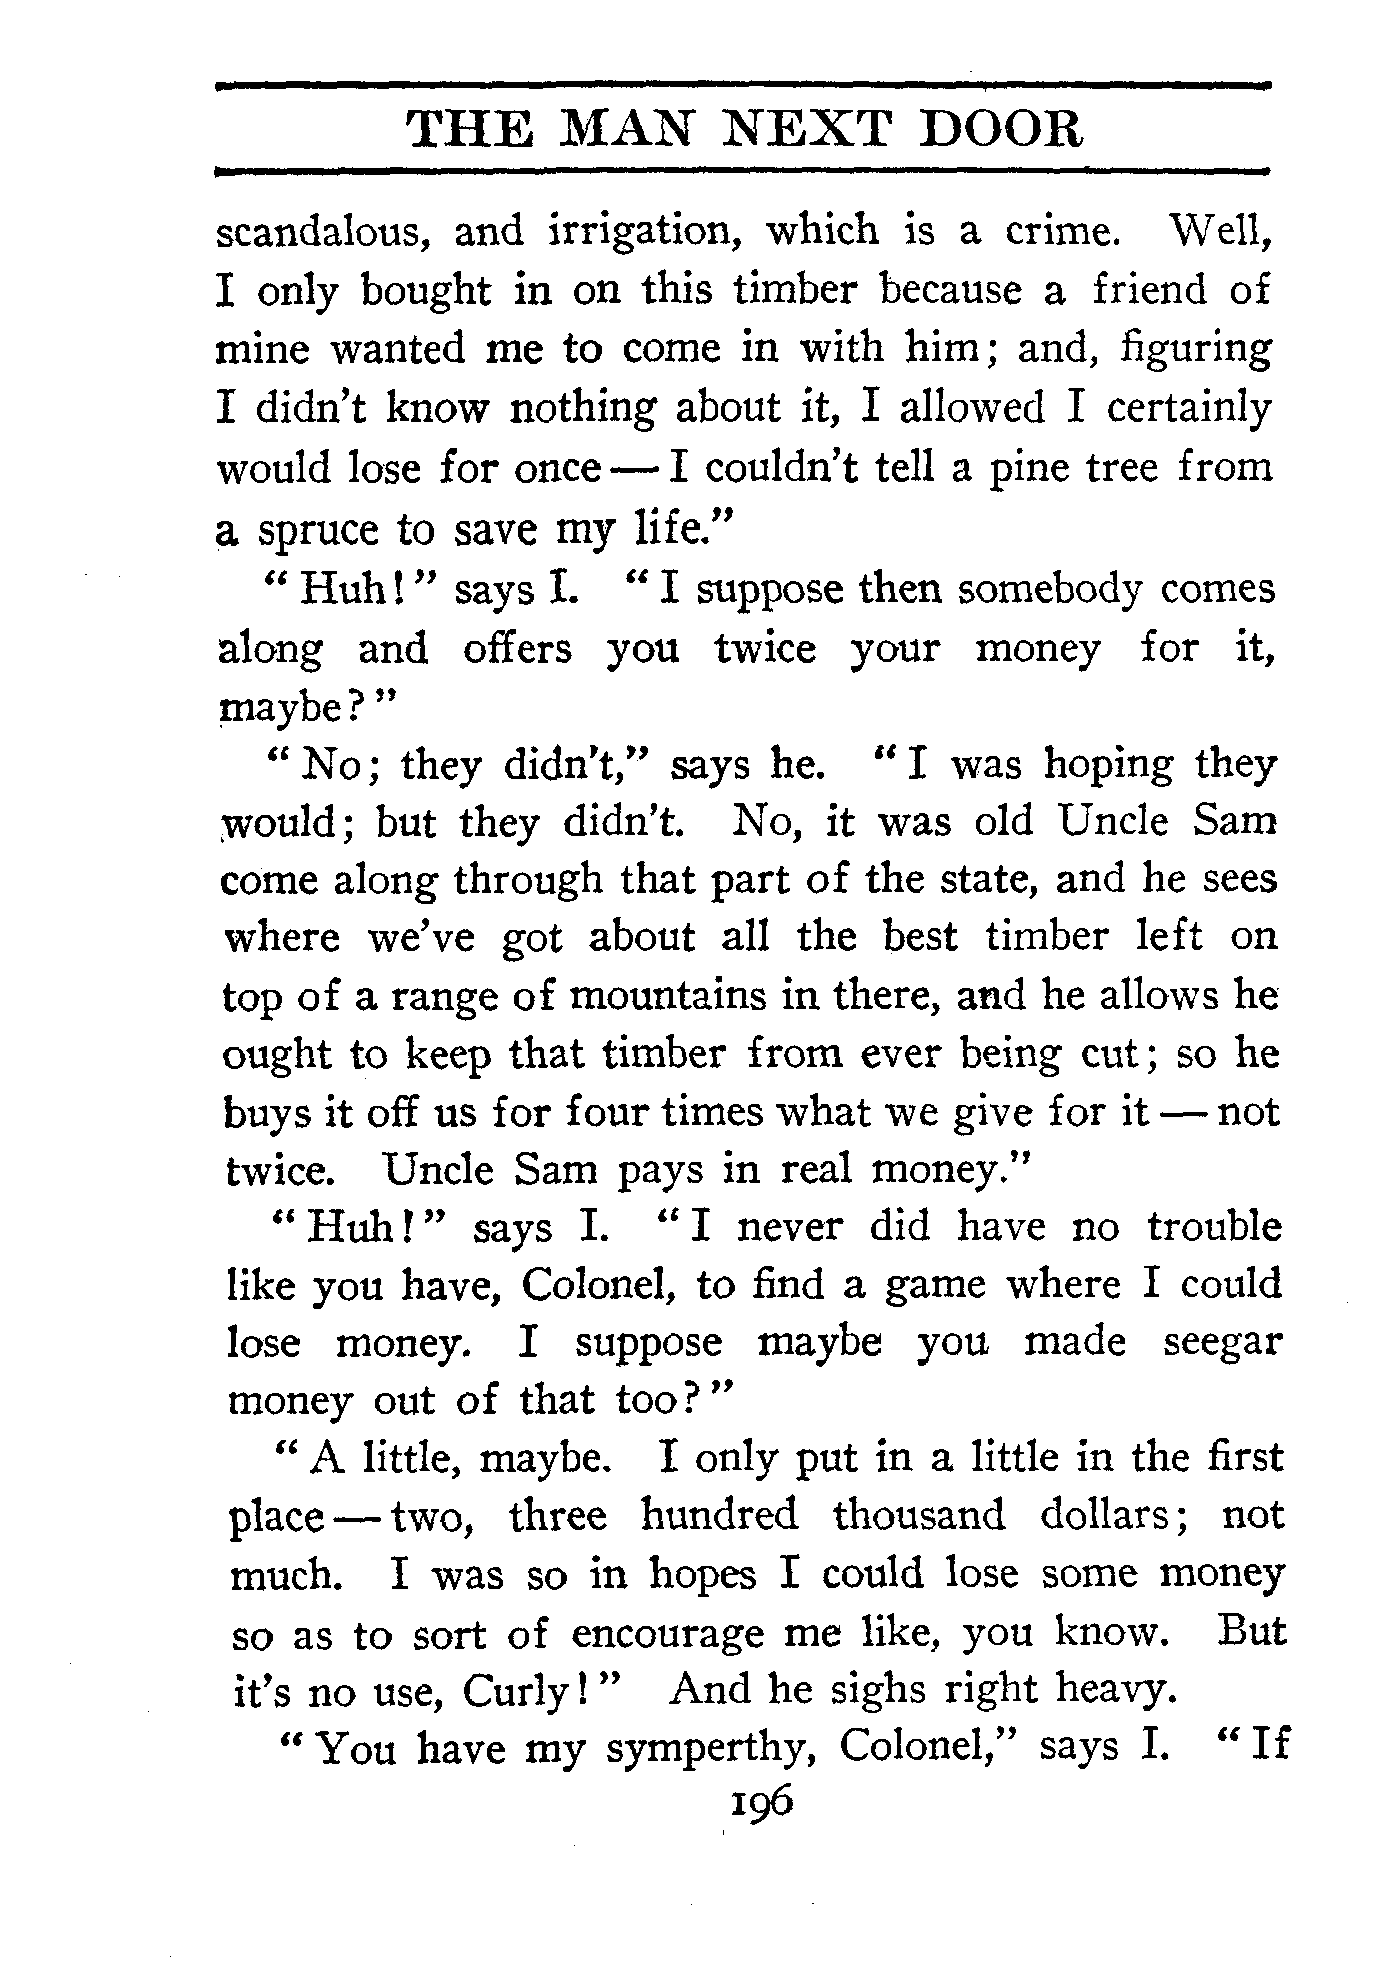 THE MAN NEXT DOOR
scandalous, and irrigation, which is a crime. Well,
I only bought in on this timber because a friend of
mine wanted me to come in with him; and, figuring
I didn't know nothing about it, I allowed I certainly
would lose for once — I couldn't tell a pine tree from
a spruce to save my life."
"Huh!" says I. "I suppose then somebody comes
along and offers you twice your money for it,
maybe?"
"No; they didn't," says he. "I was hoping they
would; but they didn't. No, it was old Uncle Sam
come along through that part of the state, and he sees
where we've got about all the best timber left on
top of a range of mountains in there, and he allows he
ought to keep that timber from ever being cut; so he
buys it off us for four times what we give for it — not
twice. Uncle Sam pays in real money."
"Huh!" says I. "I never did have no trouble
like you have, Colonel, to find a game where I could
lose money. I suppose maybe you made seegar
money out of that too?"
"A little, maybe. I only put in a little in the first
place — two, three hundred thousand dollars; not
much. I was so in hopes I could lose some money
so as to sort of encourage me like, you know. But
it's no use, Curly!" And he sighs right heavy.
"You have my symperthy, Colonel," says I. "If
196